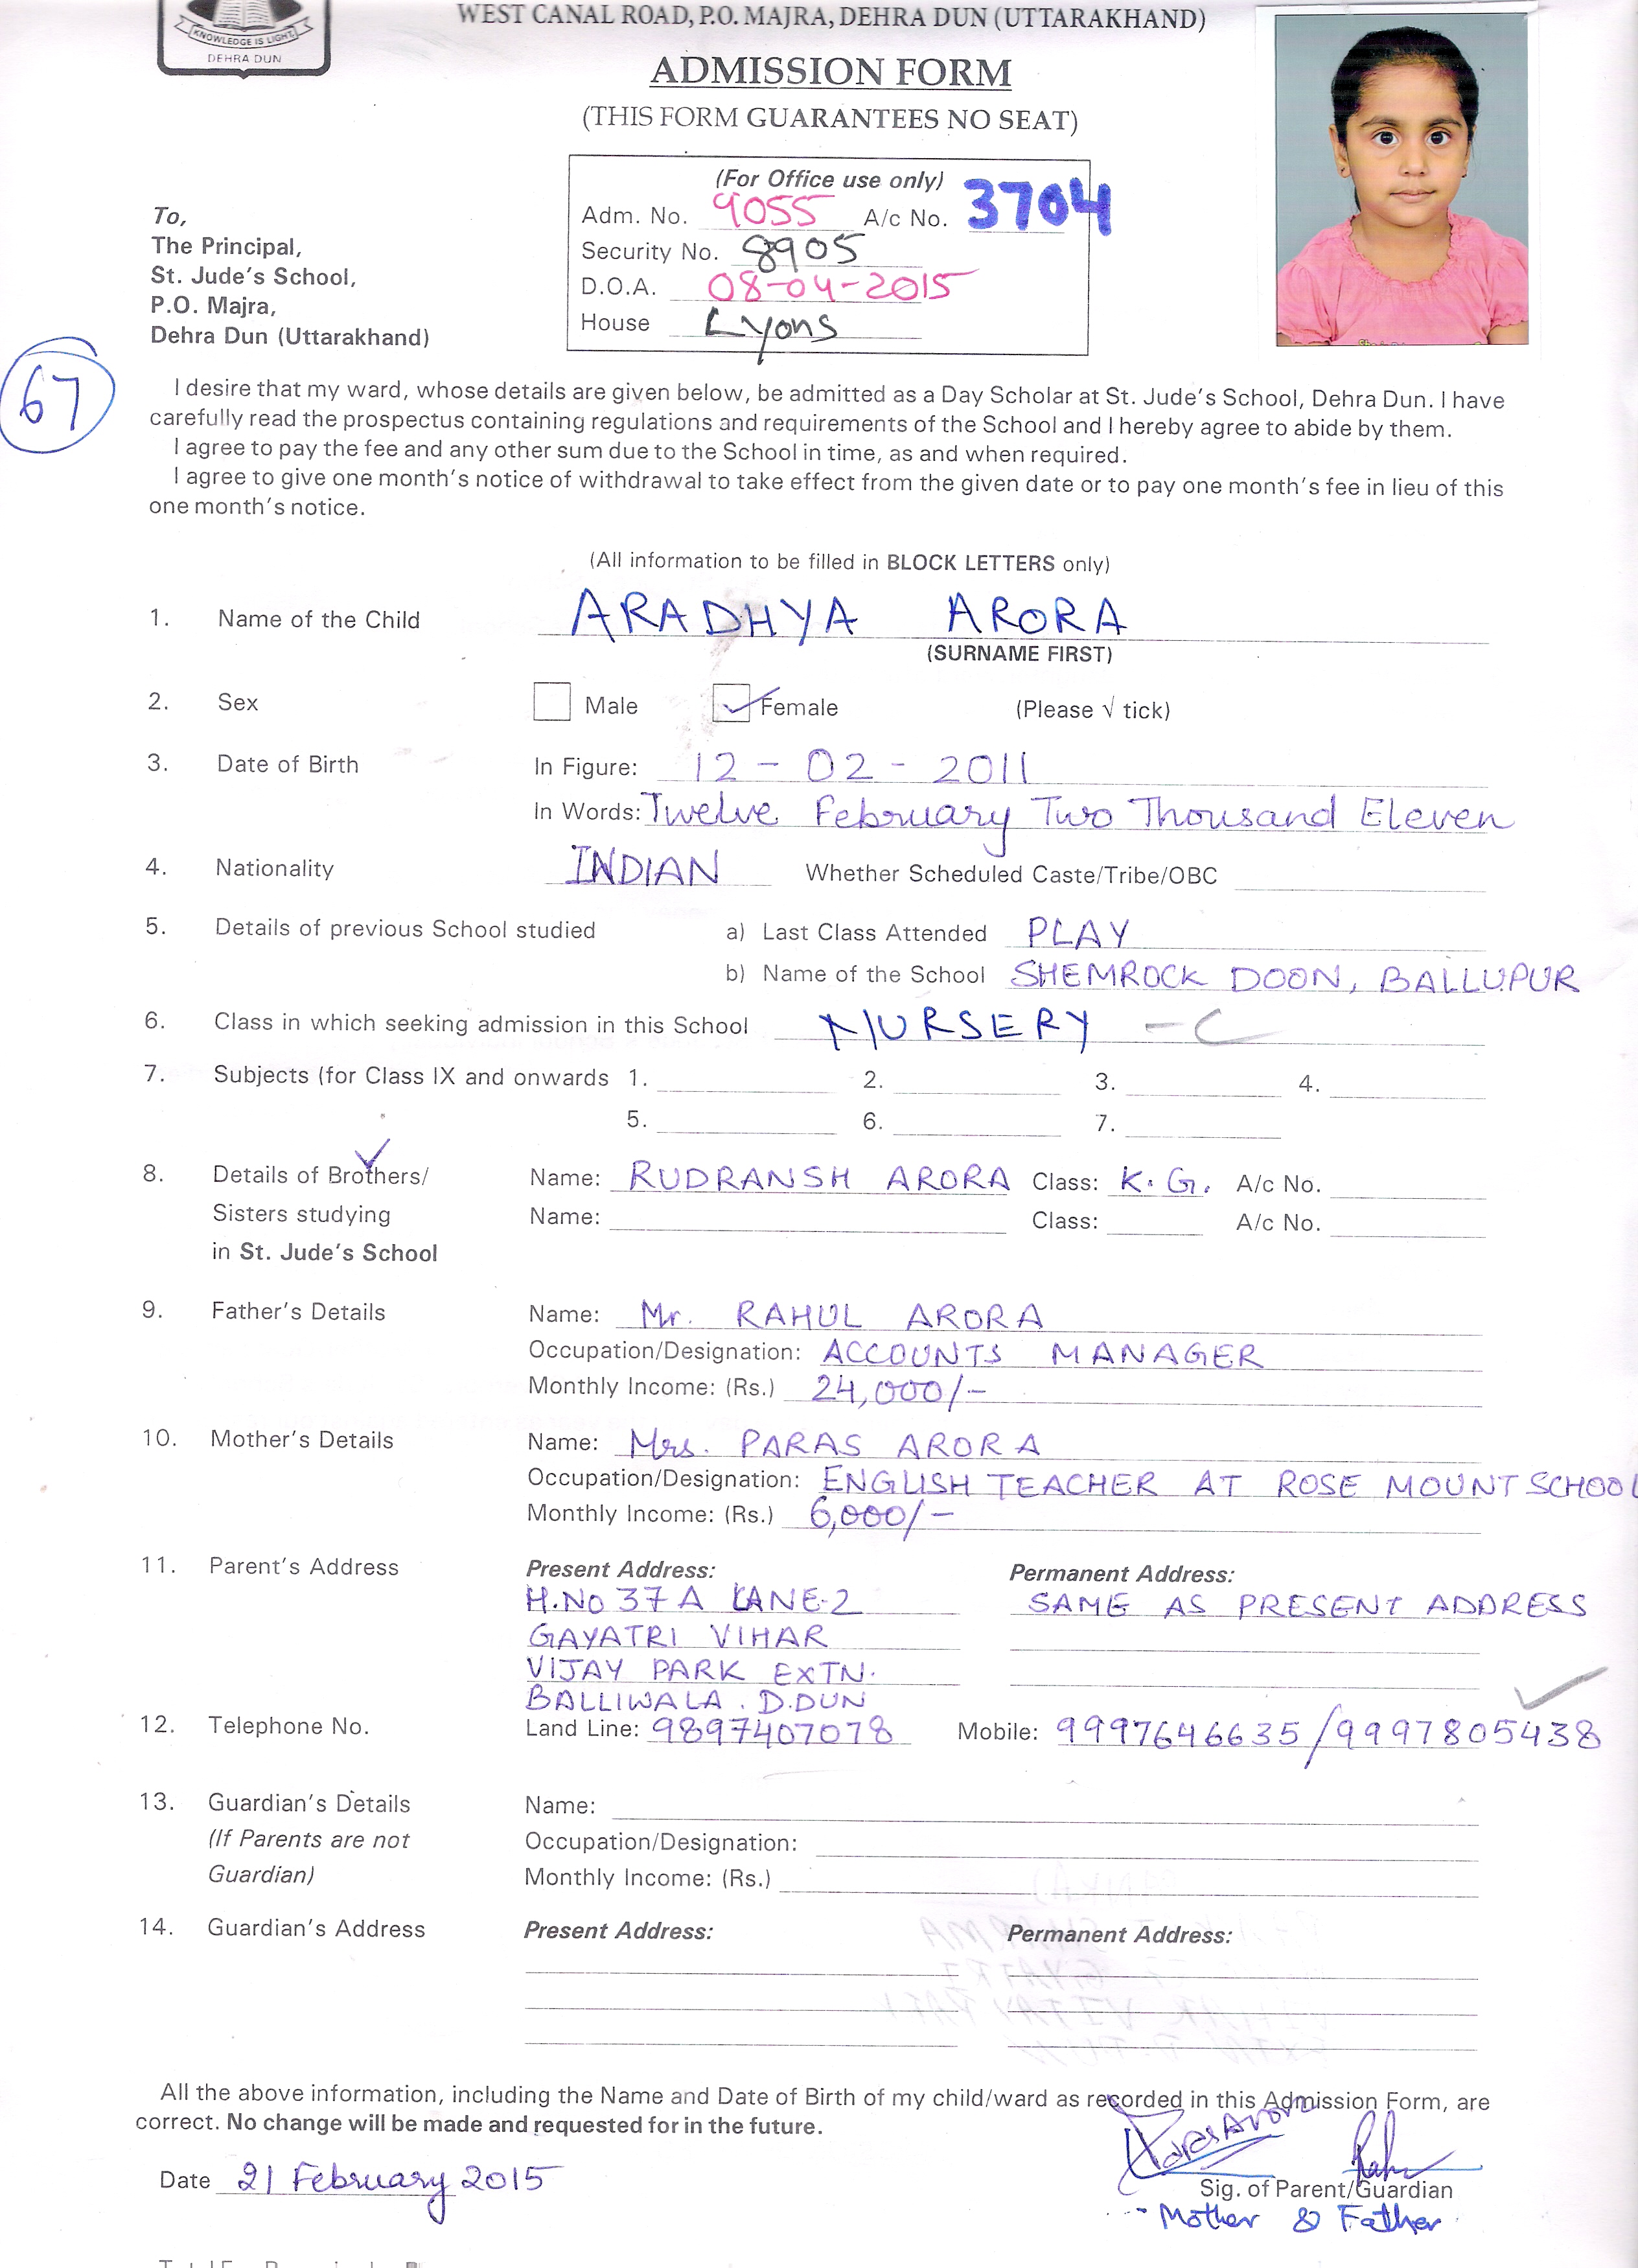 KNOWLEDGE IS LIGHT
DEHRA DUN
WEST CANAL ROAD, P.O. MAJRA, DEHRA DUN (UTTARAKHAND)
ADMISSION FORM
(THIS FORM GUARANTEES NO SEAT)
(For Office use only)
Adm. No. 9055 A/c No. 3704
Security No. 8905
D.O.A. 08-04-2015
House Lyons
To,
The Principal,
St. Jude's School,
P.O. Majra,
Dehra Dun (Uttarakhand)
67
I desire that my ward, whose details are given below, be admitted as a Day Scholar at St. Jude's School, Dehra Dun. I have
carefully read the prospectus containing regulations and requirements of the School and I hereby agree to abide by them.
I agree to pay the fee and any other sum due to the School in time, as and when required.
I agree to give one month's notice of withdrawal to take effect from the given date or to pay one month's fee in lieu of this
one month's notice.
(All information to be filled in BLOCK LETTERS only)
1. Name of the Child ARADHYA ARORA
(SURNAME FIRST)
2. Sex Male Female (Please √ tick)
3. Date of Birth In Figure: 12 - 02 - 2011
In Words: Twelve February Two Thousand Eleven
4. Nationality INDIAN Whether Scheduled Caste/Tribe/OBC
5. Details of previous School studied a) Last Class Attended PLAY
b) Name of the School SHEMROCK DOON, BALLUPUR
6. Class in which seeking admission in this School NURSERY - C
7. Subjects (for Class IX and onwards 1. 2. 3. 4.
5. 6. 7.
8. Details of Brothers/ Name: RUDRANSH ARORA Class: K.G. A/c No.
Sisters studying Name: Class: A/c No.
in St. Jude's School
9. Father's Details Name: Mr. RAHUL ARORA
Occupation/Designation: ACCOUNTS MANAGER
Monthly Income: (Rs.) 24,000/-
10. Mother's Details Name: Mrs. PARAS ARORA
Occupation/Designation: ENGLISH TEACHER AT ROSE MOUNT SCHOOL
Monthly Income: (Rs.) 6,000/-
11. Parent's Address Present Address: Permanent Address:
H.NO 37 A LANE-2 SAME AS PRESENT ADDRESS
GAYATRI VIHAR
VIJAY PARK EXTN.
BALLIWALA . D.DUN
12. Telephone No. Land Line: 9897407078 Mobile: 9997646635/9997805438
13. Guardian's Details Name:
(If Parents are not Occupation/Designation:
Guardian) Monthly Income: (Rs.)
14. Guardian's Address Present Address: Permanent Address:
All the above information, including the Name and Date of Birth of my child/ward as recorded in this Admission Form, are
correct. No change will be made and requested for in the future.
Date 21 February 2015
Sig. of Parent/Guardian
Mother & Father